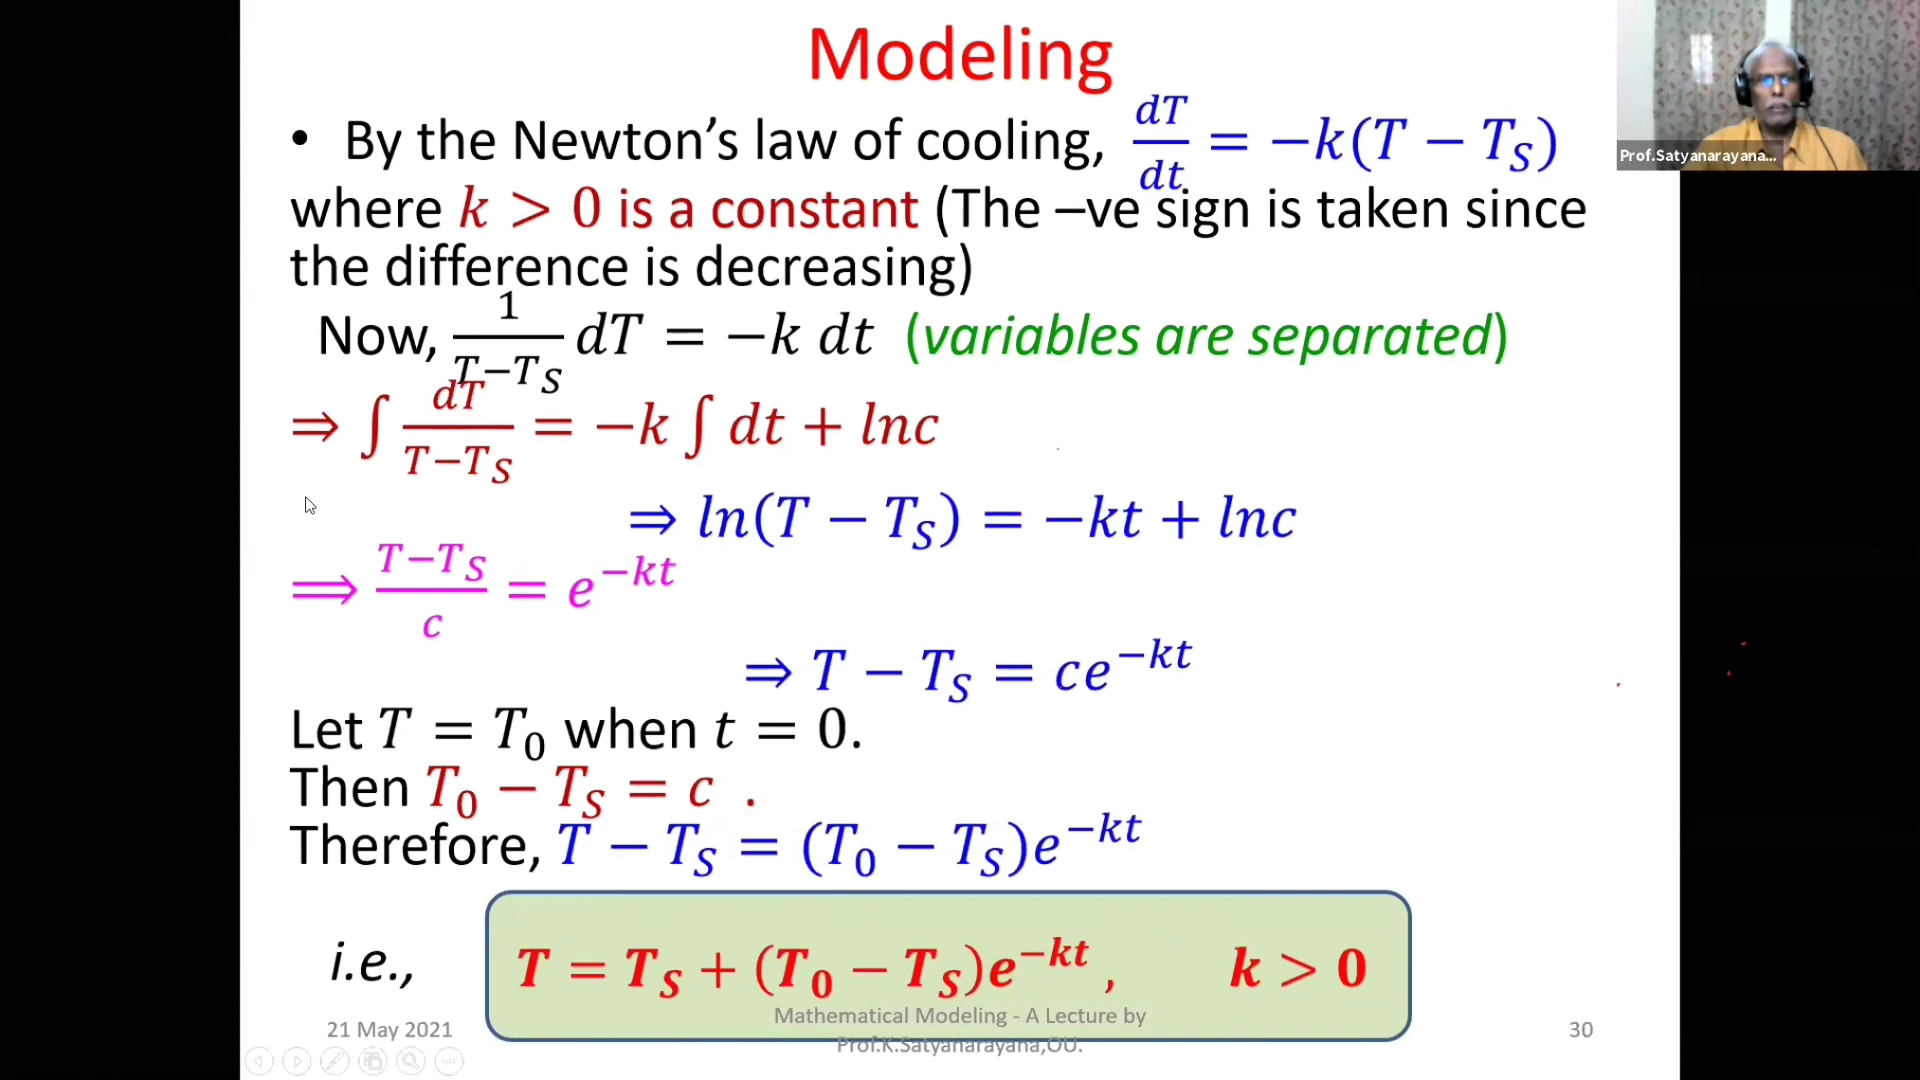 Modeling
• By the Newton’s law of cooling, dT/dt = −k(T − T_S)
where k > 0 is a constant (The –ve sign is taken since
the difference is decreasing)
Now, 1/(T−T_S) dT = −k dt (variables are separated)
⇒ ∫ dT/(T−T_S) = −k ∫ dt + lnc
⇒ ln(T − T_S) = −kt + lnc
⟹ (T−T_S)/c = e^{−kt}
⇒ T − T_S = ce^{−kt}
Let T = T_0 when t = 0.
Then T_0 − T_S = c .
Therefore, T − T_S = (T_0 − T_S)e^{−kt}
i.e., T = T_S + (T_0 − T_S)e^{−kt} , k > 0
21 May 2021
Mathematical Modeling - A Lecture by
Prof.K.Satyanarayana,OU.
30
Prof.Satyanarayana...